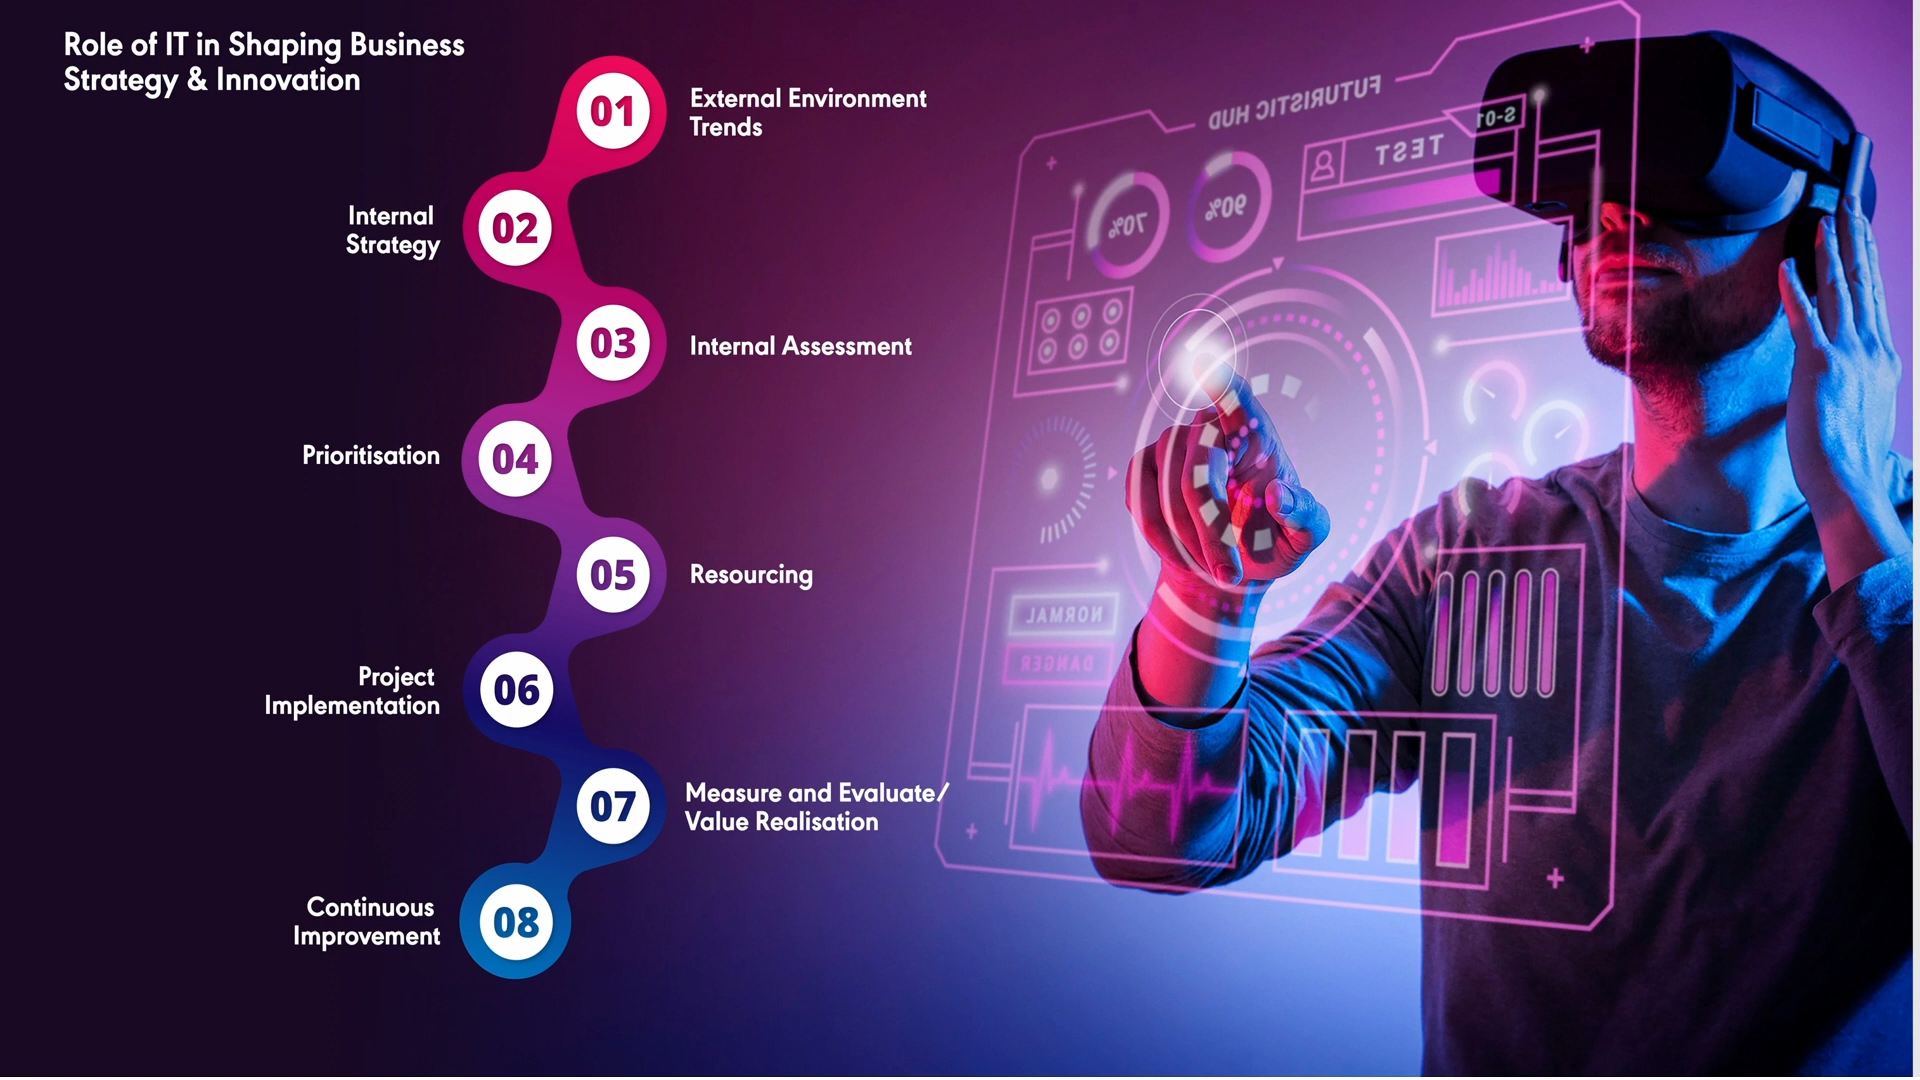 Role of IT in Shaping Business
Strategy & Innovation
01
External Environment
Trends
02
Internal
Strategy
03
Internal Assessment
04
Prioritisation
05
Resourcing
06
Project
Implementation
07
Measure and Evaluate/
Value Realisation
08
Continuous
Improvement
FUTURISTIC HUD
S-01
TEST
70%
90%
NORMAL
DANGER